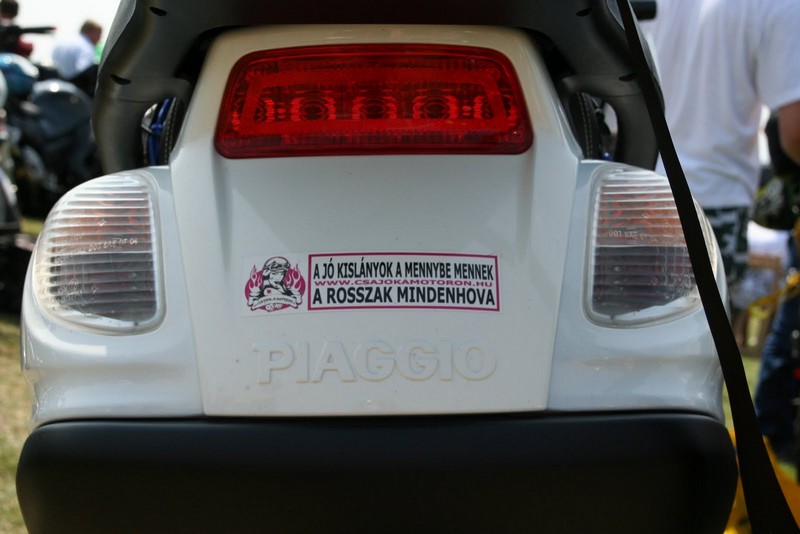 A JÓ KISLÁNYOK A MENNYBE MENNEK
WWW.CSAJOKAMOTORON.HU
A ROSSZAK MINDENHOVA
PIAGGIO